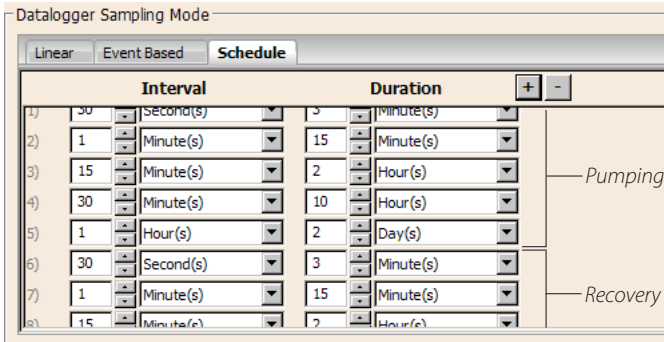 Datalogger Sampling Mode
Linear Event Based Schedule
Interval Duration + -
1) 30 Second(s) 3 Minute(s)
2) 1 Minute(s) 15 Minute(s)
3) 15 Minute(s) 2 Hour(s)
Pumping
4) 30 Minute(s) 10 Hour(s)
5) 1 Hour(s) 2 Day(s)
6) 30 Second(s) 3 Minute(s)
7) 1 Minute(s) 15 Minute(s)
Recovery
8) 15 Minute(s) 2 Hour(s)